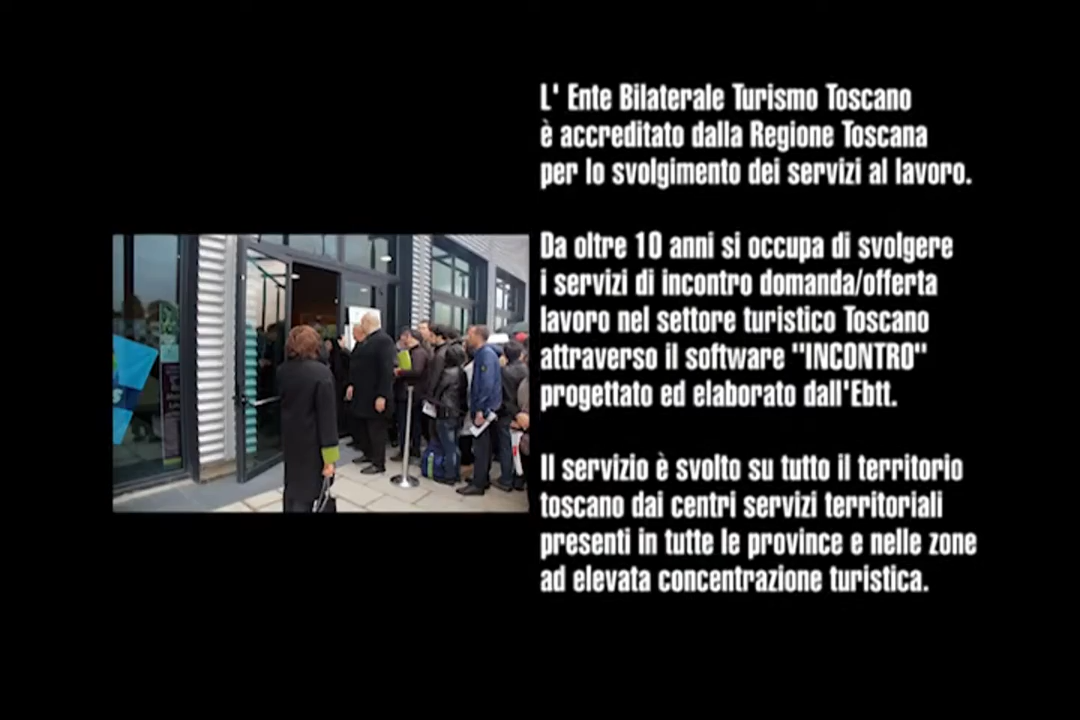 L' Ente Bilaterale Turismo Toscano
è accreditato dalla Regione Toscana
per lo svolgimento dei servizi al lavoro.
Da oltre 10 anni si occupa di svolgere
i servizi di incontro domanda/offerta
lavoro nel settore turistico Toscano
attraverso il software "INCONTRO"
progettato ed elaborato dall'Ebtt.
Il servizio è svolto su tutto il territorio
toscano dai centri servizi territoriali
presenti in tutte le province e nelle zone
ad elevata concentrazione turistica.